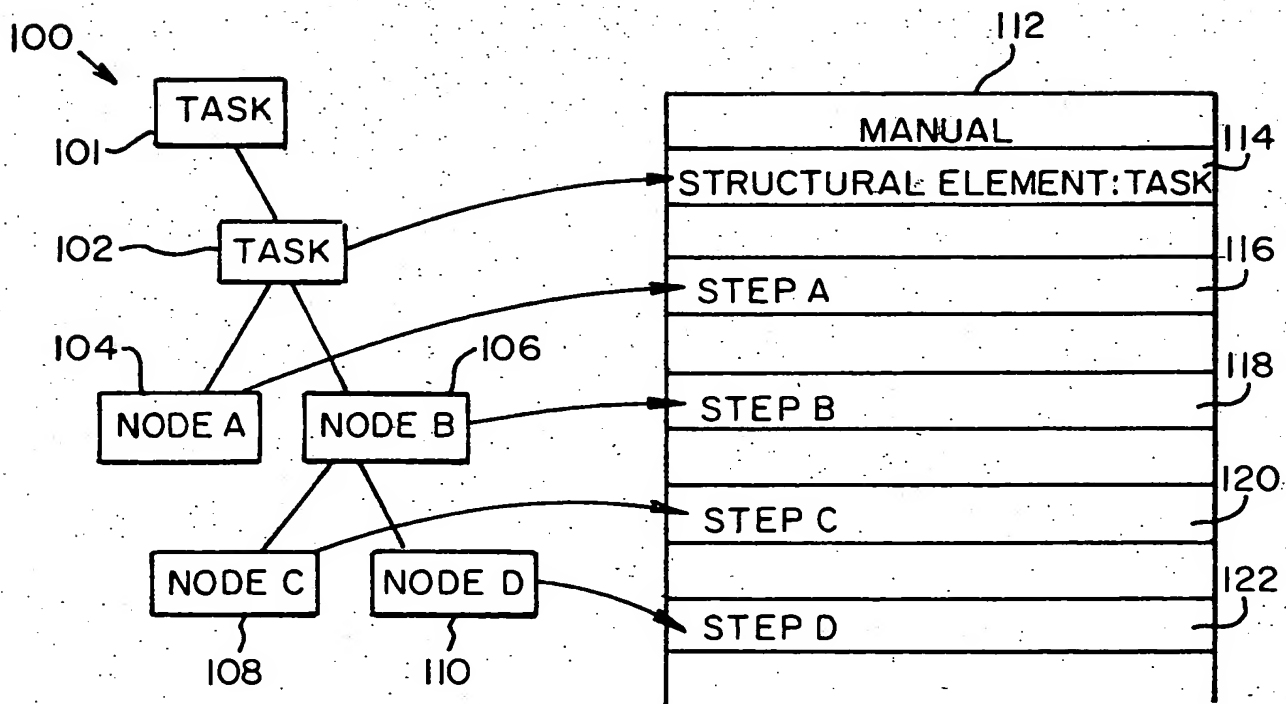 100
TASK
101
TASK
102
104
NODE A
106
NODE B
NODE C
108
NODE D
110
112
MANUAL
STRUCTURAL ELEMENT: TASK
114
STEP A
116
STEP B
118
STEP C
120
STEP D
122